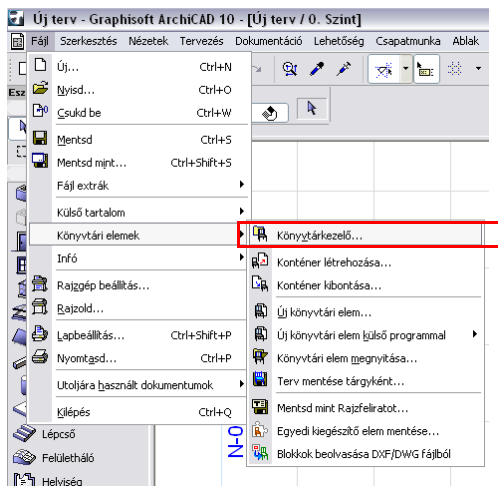 Új terv - Graphisoft ArchiCAD 10 - [Új terv / 0. Szint]
Fájl Szerkesztés Nézetek Tervezés Dokumentáció Lehetőség Csapatmunka Ablak
Esz
Új... Ctrl+N
Nyisd... Ctrl+O
Csukd be Ctrl+W
Mentsd Ctrl+S
Mentsd mint... Ctrl+Shift+S
Fájl extrák
Külső tartalom
Könyvtári elemek
Infó
Rajzgép beállítás...
Rajzold...
Lapbeállítás... Ctrl+Shift+P
Nyomtasd... Ctrl+P
Utoljára használt dokumentumok
Kilépés Ctrl+Q
Könyvtárkezelő...
Konténer létrehozása...
Konténer kibontása...
Új könyvtári elem...
Új könyvtári elem külső programmal
Könyvtári elem megnyitása...
Terv mentése tárgyként...
Mentsd mint Rajzfeliratot...
Egyedi kiegészítő elem mentése...
Blokkok beolvasása DXF/DWG fájlból
Lépcső
Felületháló
Helyiség
N-0